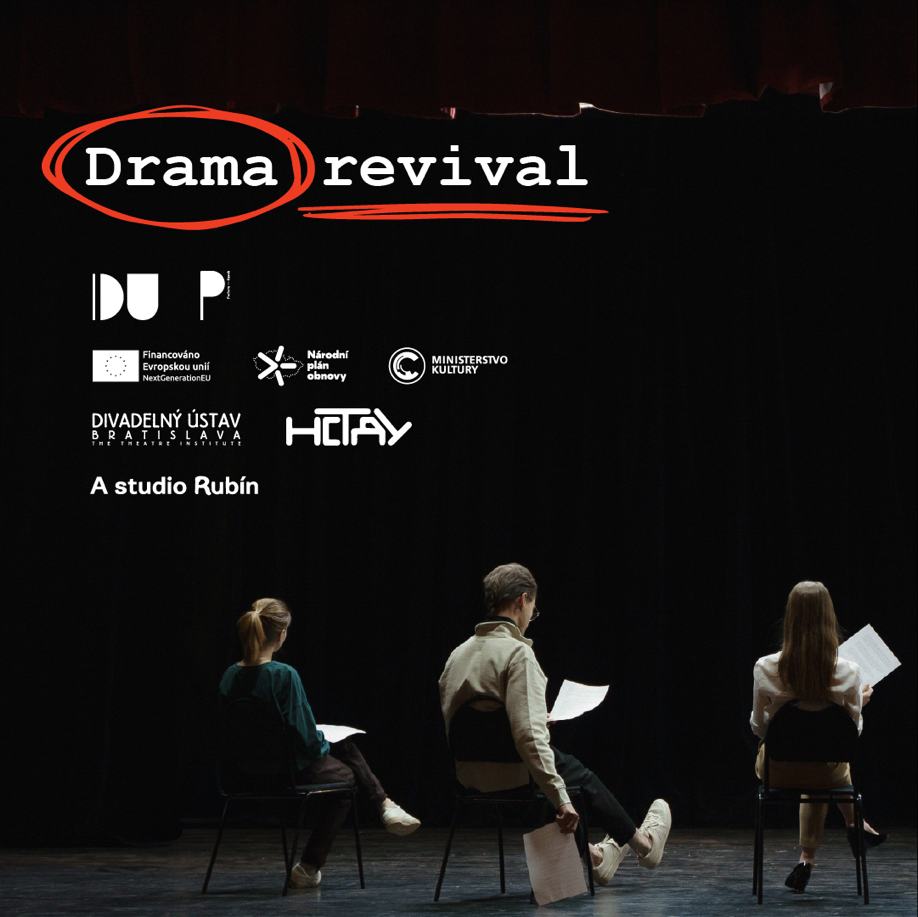 Drama revival
DU P
Financováno
Evropskou unií
NextGenerationEU
Národní
plán
obnovy
MINISTERSTVO
KULTURY
DIVADELNÝ ÚSTAV
BRATISLAVA
THE THEATRE INSTITUTE
HCTAY
A studio Rubín